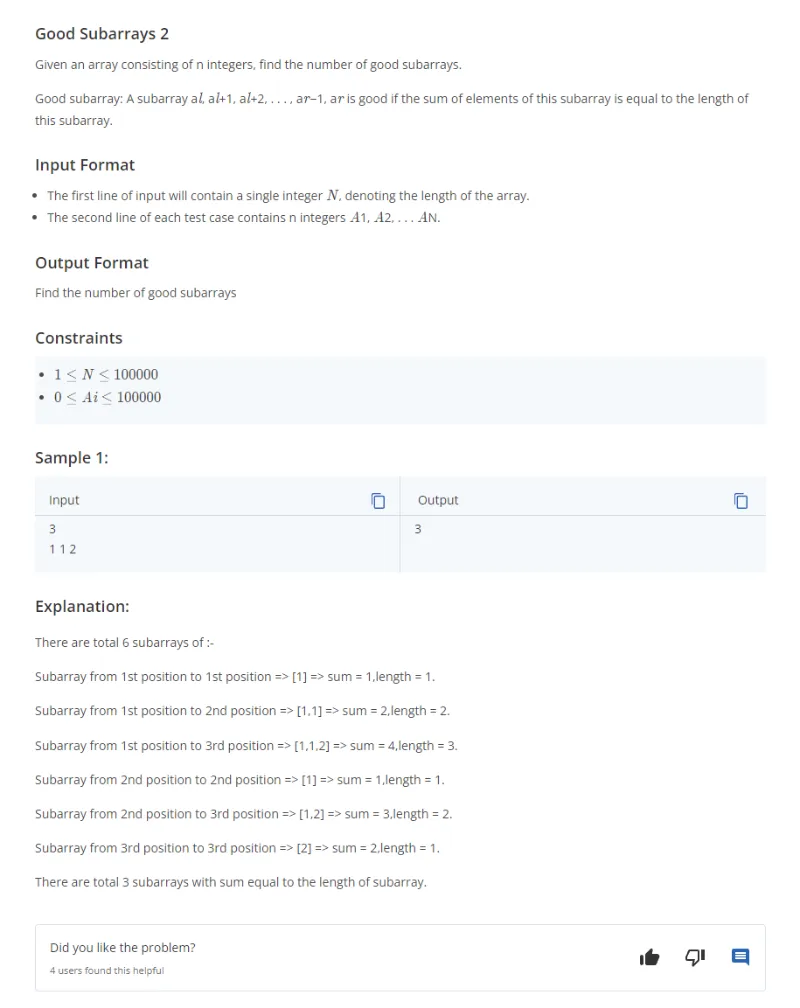 Good Subarrays 2
Given an array consisting of n integers, find the number of good subarrays.
Good subarray: A subarray al, al+1, al+2, . . . , ar−1, ar is good if the sum of elements of this subarray is equal to the length of
this subarray.
Input Format
• The first line of input will contain a single integer N, denoting the length of the array.
• The second line of each test case contains n integers A1, A2, . . . AN.
Output Format
Find the number of good subarrays
Constraints
• 1 ≤ N ≤ 100000
• 0 ≤ Ai ≤ 100000
Sample 1:
Input
Output
3
1 1 2
3
Explanation:
There are total 6 subarrays of :-
Subarray from 1st position to 1st position => [1] => sum = 1,length = 1.
Subarray from 1st position to 2nd position => [1,1] => sum = 2,length = 2.
Subarray from 1st position to 3rd position => [1,1,2] => sum = 4,length = 3.
Subarray from 2nd position to 2nd position => [1] => sum = 1,length = 1.
Subarray from 2nd position to 3rd position => [1,2] => sum = 3,length = 2.
Subarray from 3rd position to 3rd position => [2] => sum = 2,length = 1.
There are total 3 subarrays with sum equal to the length of subarray.
Did you like the problem?
4 users found this helpful